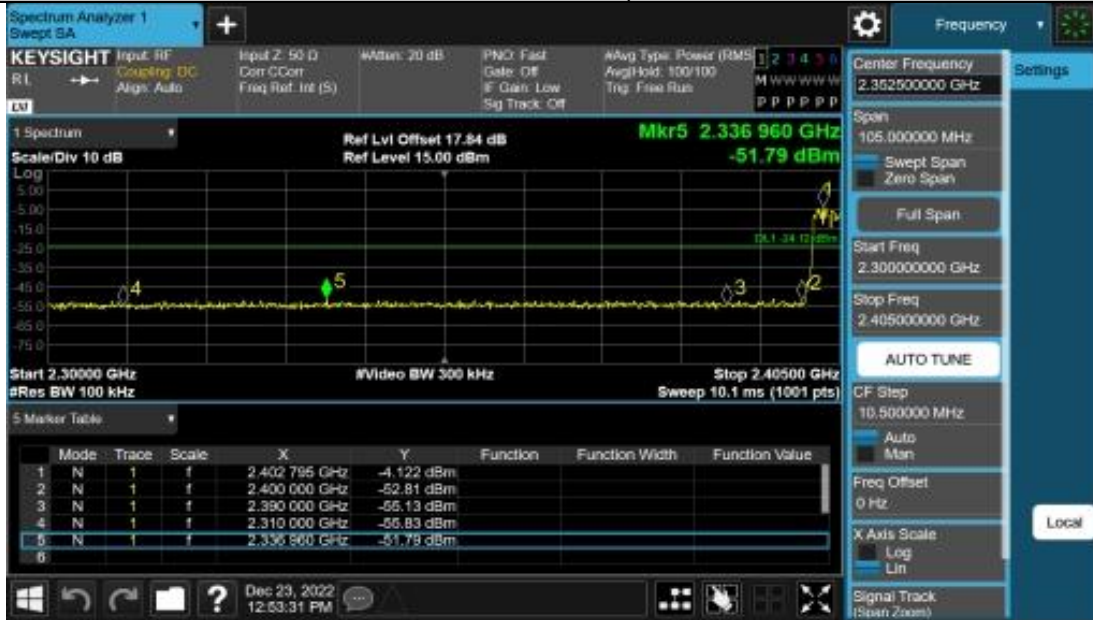 Spectrum Analyzer 1
Swept SA
+
Frequency
KEYSIGHT
RL
LXI
Input: RF
Coupling: DC
Align: Auto
Input Z: 50 Ω
Corr CCorr
Freq Ref: Int (S)
#Atten: 20 dB
PNO: Fast
Gate: Off
IF Gain: Low
Sig Track: Off
#Avg Type: Power (RMS
Avg|Hold: 100/100
Trig: Free Run
1 2 3 4 5 6
M W W W W W
P P P P P P
1 Spectrum
Scale/Div 10 dB
Ref Lvl Offset 17.84 dB
Ref Level 15.00 dBm
Mkr5 2.336 960 GHz
-51.79 dBm
Log
5.00
-5.00
-15.0
-25.0
-35.0
-45.0
-55.0
-65.0
-75.0
1
DL1 -24.12 dBm
4
5
3
2
Start 2.30000 GHz
#Video BW 300 kHz
Stop 2.40500 GHz
#Res BW 100 kHz
Sweep 10.1 ms (1001 pts)
5 Marker Table
Mode Trace Scale X Y Function Function Width Function Value
1 N 1 f 2.402 795 GHz -4.122 dBm
2 N 1 f 2.400 000 GHz -52.81 dBm
3 N 1 f 2.390 000 GHz -55.13 dBm
4 N 1 f 2.310 000 GHz -55.83 dBm
5 N 1 f 2.336 960 GHz -51.79 dBm
6
Dec 23, 2022
12:53:31 PM
?
Center Frequency
2.352500000 GHz
Span
105.000000 MHz
Swept Span
Zero Span
Full Span
Start Freq
2.300000000 GHz
Stop Freq
2.405000000 GHz
AUTO TUNE
CF Step
10.500000 MHz
Auto
Man
Freq Offset
0 Hz
X Axis Scale
Log
Lin
Signal Track
(Span Zoom)
Settings
Local